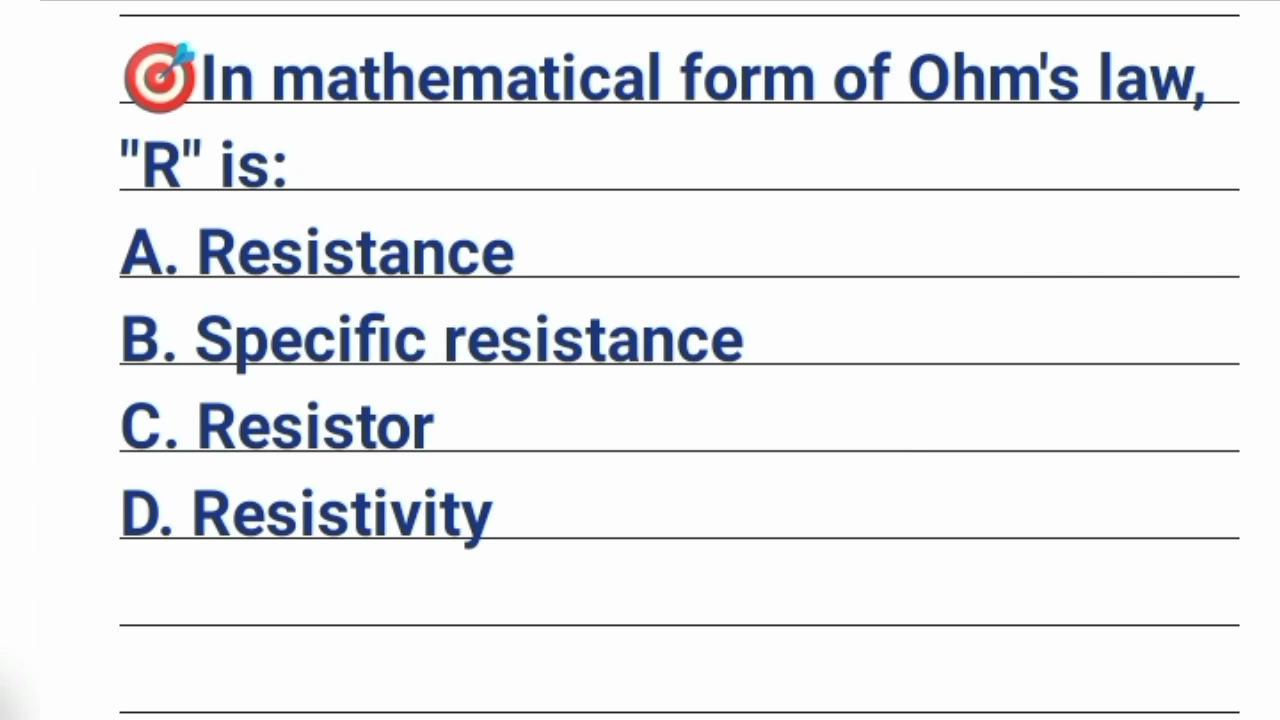 🎯In mathematical form of Ohm's law,
"R" is:
A. Resistance
B. Specific resistance
C. Resistor
D. Resistivity